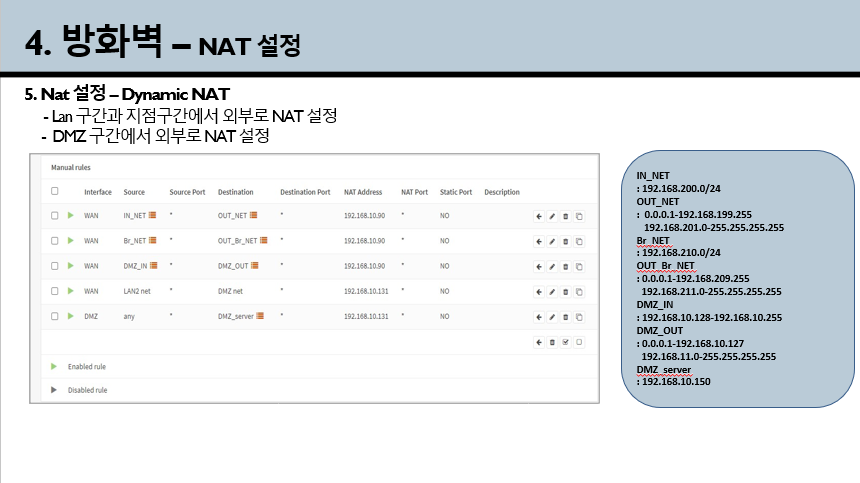 4. 방화벽 – NAT 설정
5. Nat 설정 – Dynamic NAT
- Lan 구간과 지점구간에서 외부로 NAT 설정
- DMZ 구간에서 외부로 NAT 설정
Manual rules
Interface Source Source Port Destination Destination Port NAT Address NAT Port Static Port Description
WAN IN_NET * OUT_NET * 192.168.10.90 * NO
WAN Br_NET * OUT_Br_NET * 192.168.10.90 * NO
WAN DMZ_IN * DMZ_OUT * 192.168.10.90 * NO
WAN LAN2 net * DMZ net * 192.168.10.131 * NO
DMZ any * DMZ_server * 192.168.10.131 * NO
Enabled rule
Disabled rule
IN_NET
: 192.168.200.0/24
OUT_NET
: 0.0.0.1-192.168.199.255
192.168.201.0-255.255.255.255
Br_NET
: 192.168.210.0/24
OUT_Br_NET
: 0.0.0.1-192.168.209.255
192.168.211.0-255.255.255.255
DMZ_IN
: 192.168.10.128-192.168.10.255
DMZ_OUT
: 0.0.0.1-192.168.10.127
192.168.11.0-255.255.255.255
DMZ_server
: 192.168.10.150